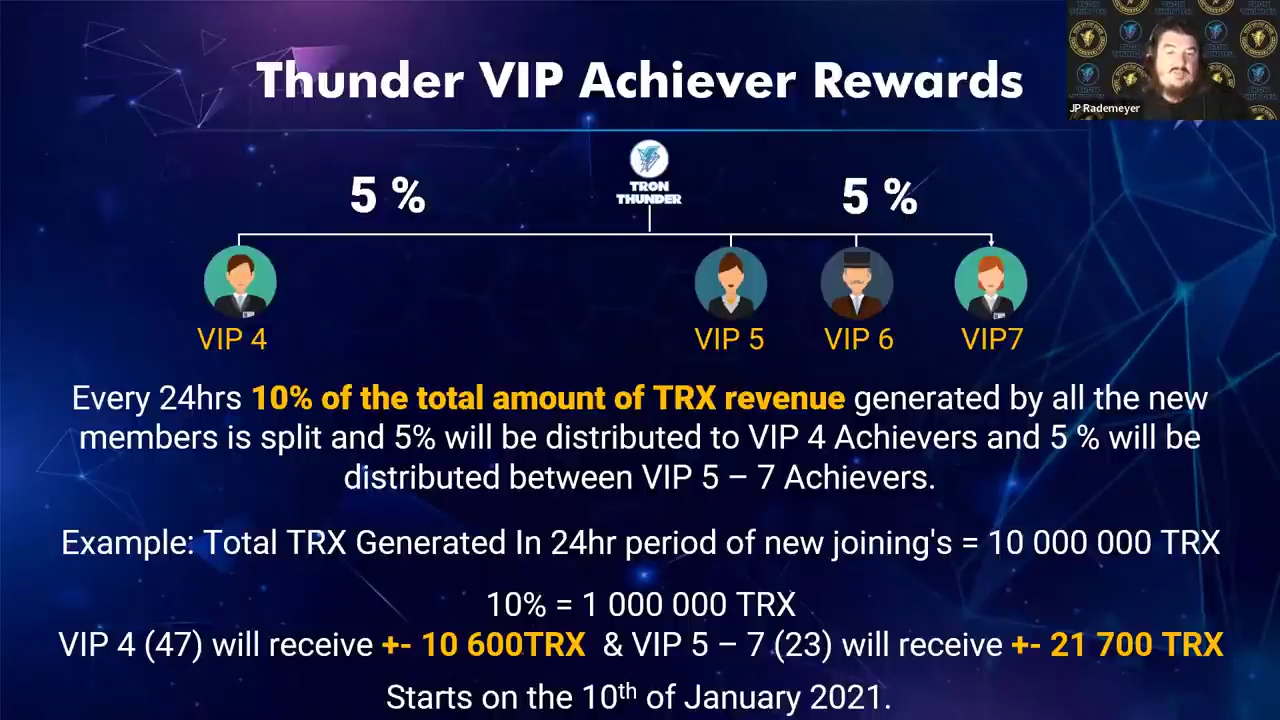 Thunder VIP Achiever Rewards
JP Rademeyer
5 %
TRON
THUNDER
5 %
VIP 4
VIP 5
VIP 6
VIP7
Every 24hrs 10% of the total amount of TRX revenue generated by all the new
members is split and 5% will be distributed to VIP 4 Achievers and 5 % will be
distributed between VIP 5 – 7 Achievers.
Example: Total TRX Generated In 24hr period of new joining's = 10 000 000 TRX
10% = 1 000 000 TRX
VIP 4 (47) will receive +- 10 600TRX & VIP 5 – 7 (23) will receive +- 21 700 TRX
Starts on the 10th of January 2021.